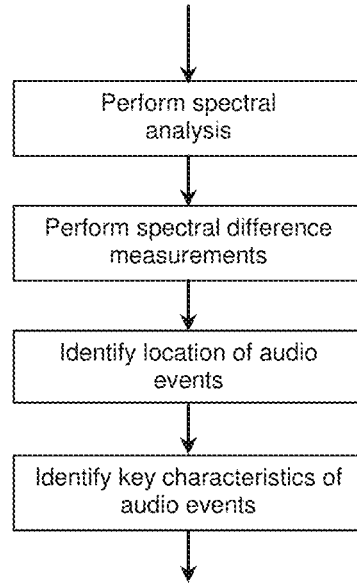 Perform spectral
analysis
Perform spectral difference
measurements
Identify location of audio
events
Identify key characteristics of
audio events